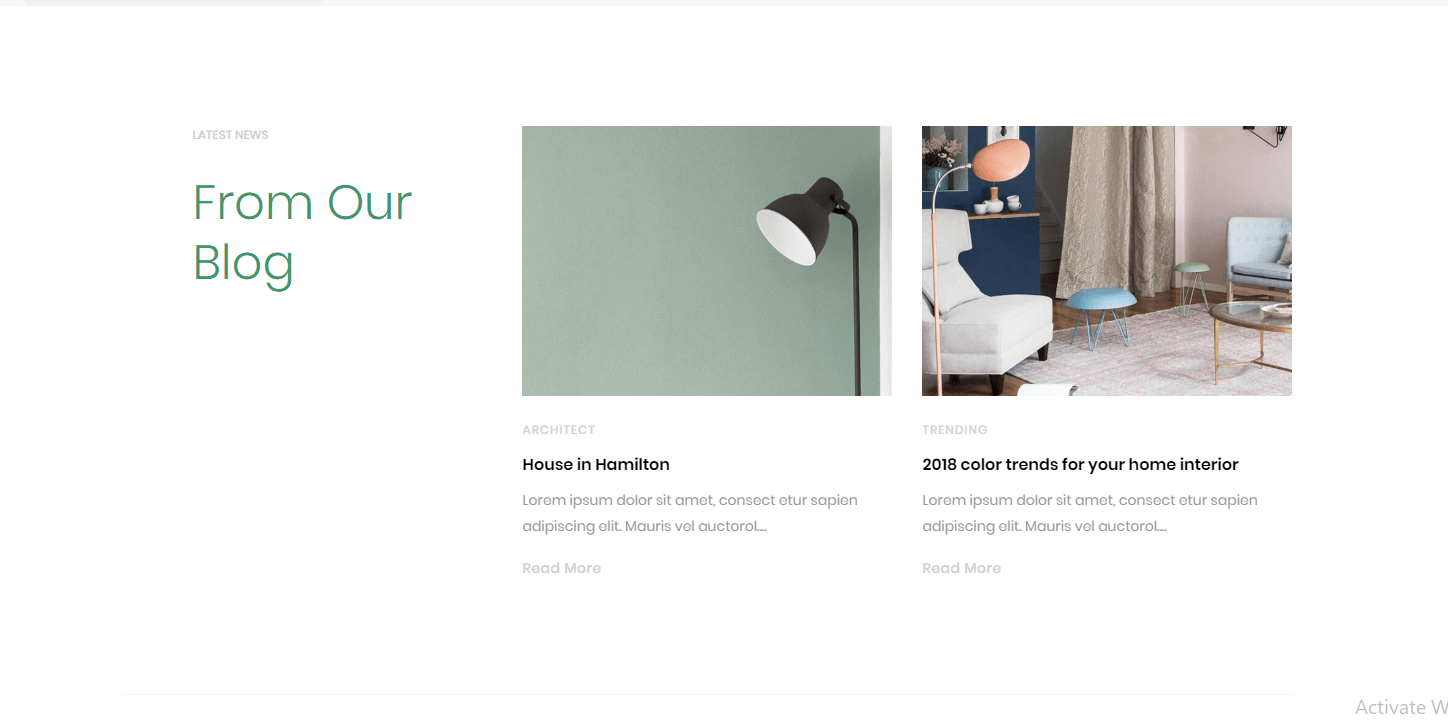 LATEST NEWS
From Our
Blog
ARCHITECT
House in Hamilton
Lorem ipsum dolor sit amet, consect etur sapien
adipiscing elit. Mauris vel auctorol....
Read More
TRENDING
2018 color trends for your home interior
Lorem ipsum dolor sit amet, consect etur sapien
adipiscing elit. Mauris vel auctorol....
Read More
Activate W